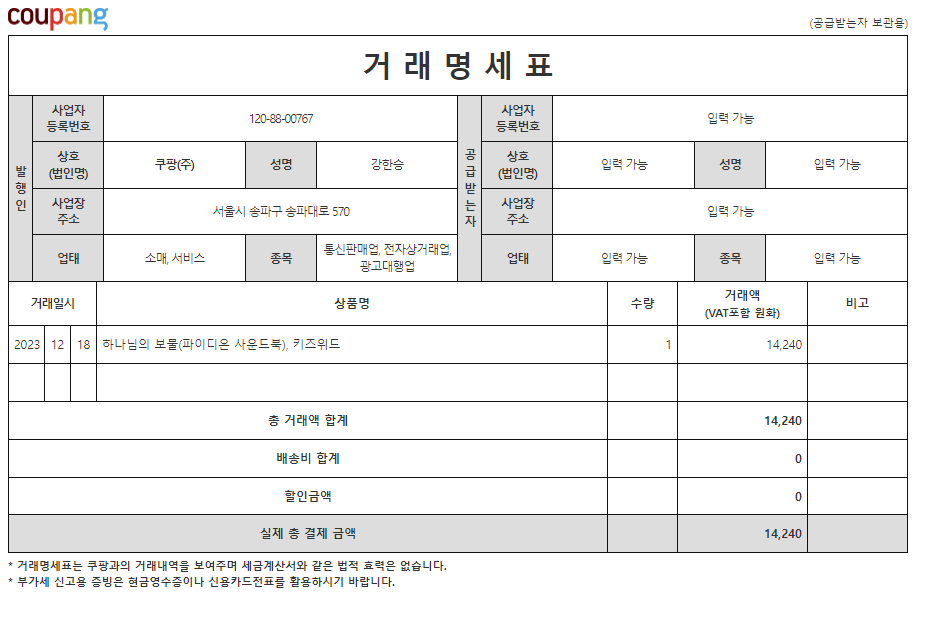 coupang
(공급받는자 보관용)
거 래 명 세 표
발행인
사업자
등록번호
120-88-00767
공급받는자
사업자
등록번호
입력 가능
상호
(법인명)
쿠팡(주)
성명
강한승
상호
(법인명)
입력 가능
성명
입력 가능
사업장
주소
서울시 송파구 송파대로 570
사업장
주소
입력 가능
업태
소매, 서비스
종목
통신판매업, 전자상거래업,
광고대행업
업태
입력 가능
종목
입력 가능
거래일시
상품명
수량
거래액
(VAT포함 원화)
비고
2023 12 18 하나님의 보물(파이디온 사운드북), 키즈위드 1 14,240
총 거래액 합계 14,240
배송비 합계 0
할인금액 0
실제 총 결제 금액 14,240
* 거래명세표는 쿠팡과의 거래내역을 보여주며 세금계산서와 같은 법적 효력은 없습니다.
* 부가세 신고용 증빙은 현금영수증이나 신용카드전표를 활용하시기 바랍니다.